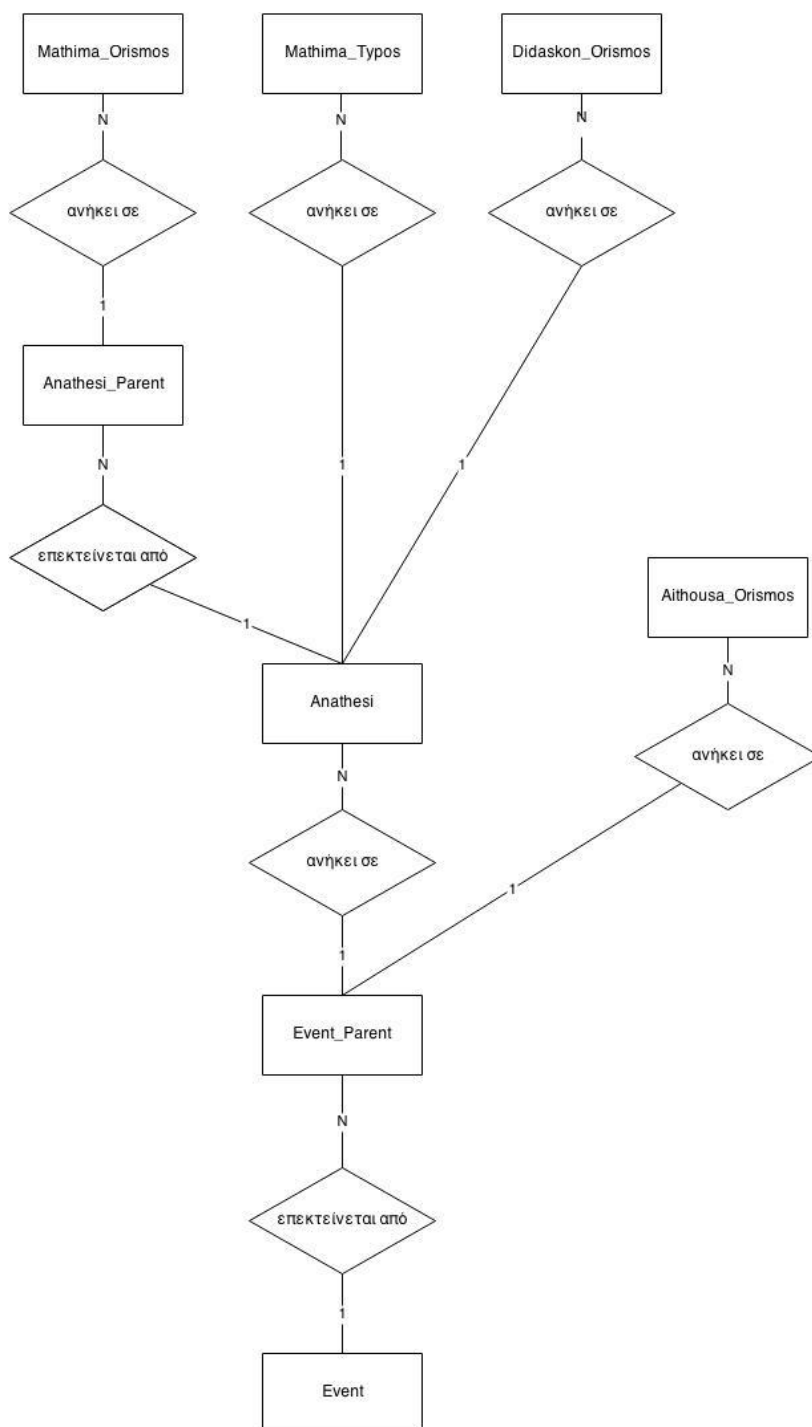 Mathima_Orismos
Mathima_Typos
Didaskon_Orismos
N
N
N
ανήκει σε
ανήκει σε
ανήκει σε
1
Anathesi_Parent
N
1
1
επεκτείνεται από
Aithousa_Orismos
1
N
Anathesi
ανήκει σε
N
ανήκει σε
1
1
Event_Parent
N
επεκτείνεται από
1
Event